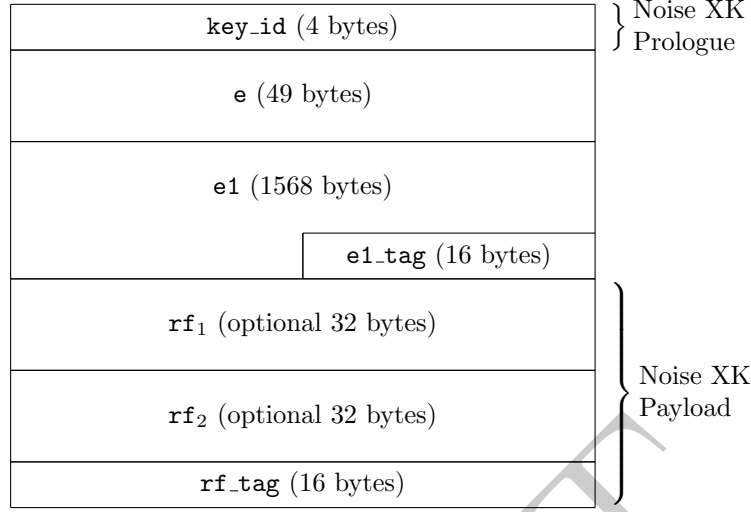 key_id (4 bytes)
Noise XK
Prologue
e (49 bytes)
e1 (1568 bytes)
e1_tag (16 bytes)
rf₁ (optional 32 bytes)
rf₂ (optional 32 bytes)
Noise XK
Payload
rf_tag (16 bytes)